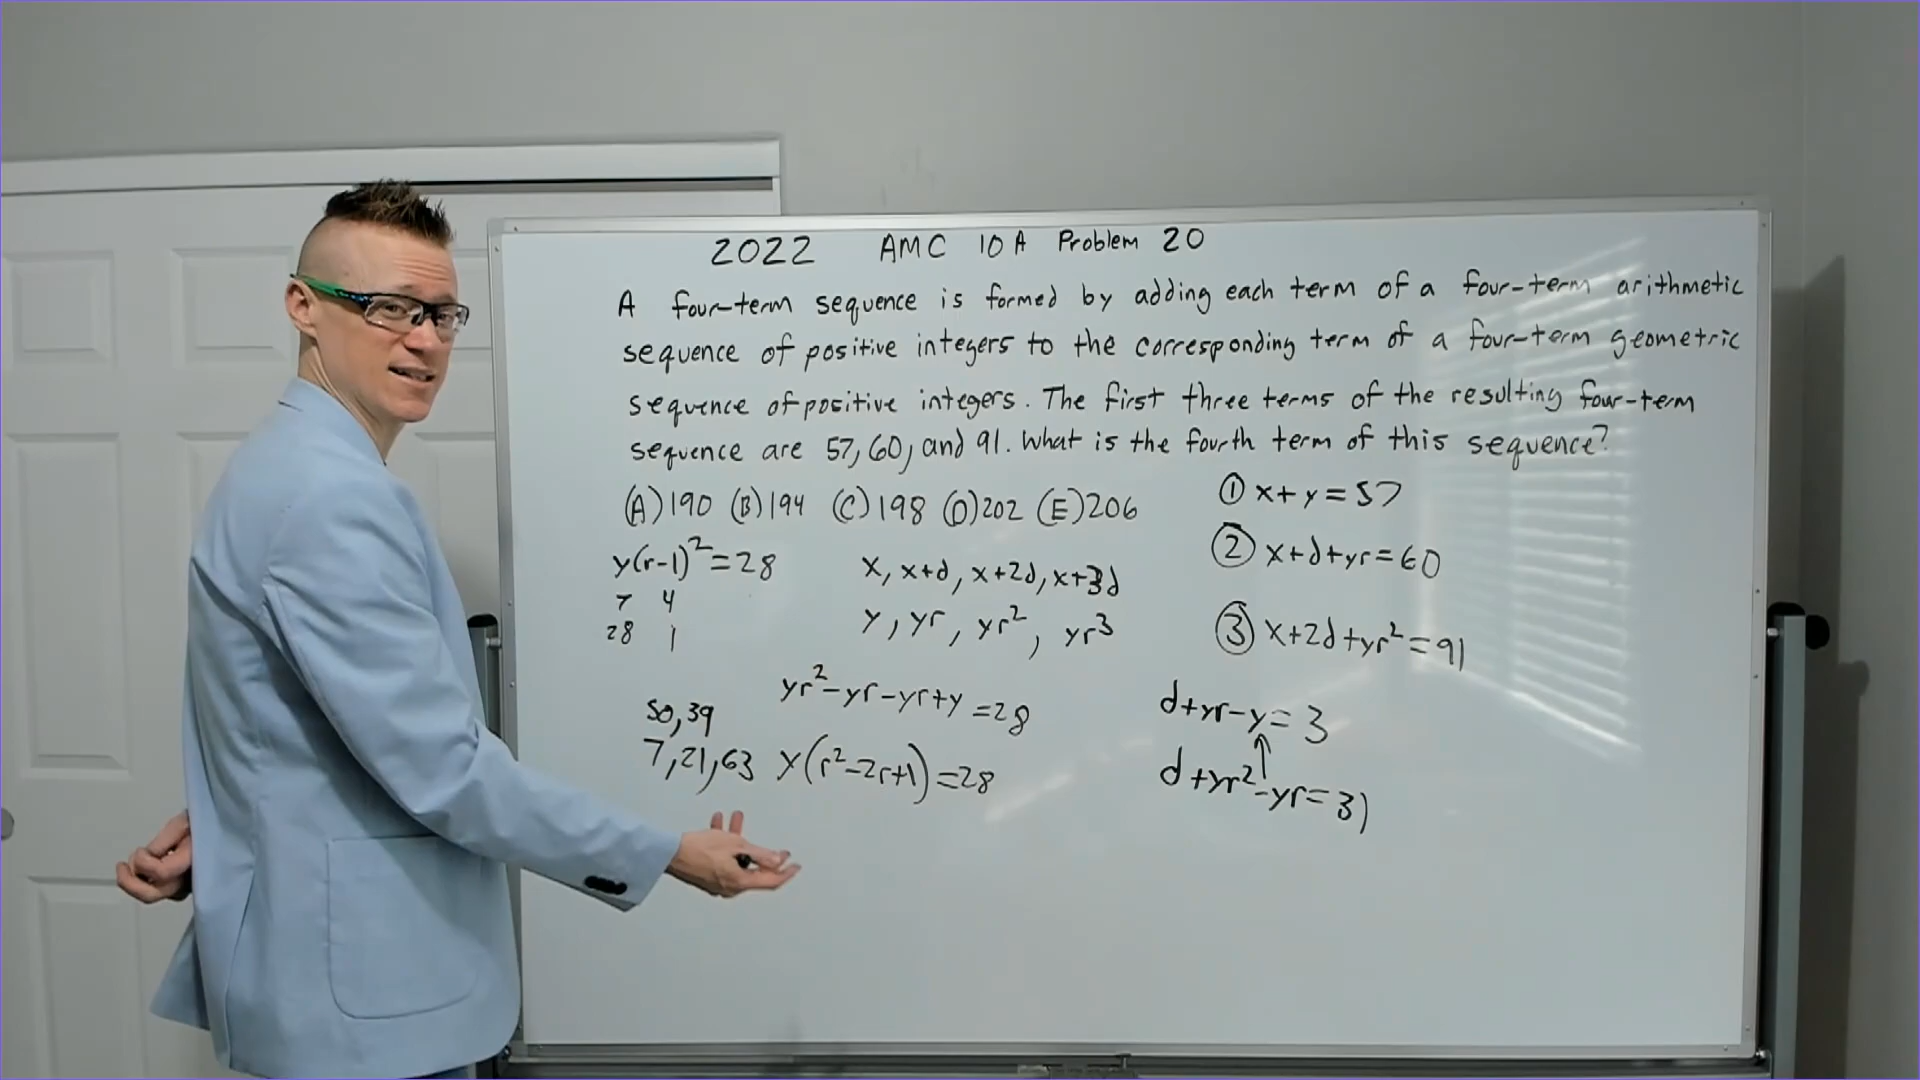 2022 AMC 10A Problem 20
A four-term sequence is formed by adding each term of a four-term arithmetic
sequence of positive integers to the corresponding term of a four-term geometric
sequence of positive integers. The first three terms of the resulting four-term
sequence are 57, 60, and 91. What is the fourth term of this sequence?
(A) 190 (B) 194 (C) 198 (D) 202 (E) 206
① x+y=57
② x+d+yr=60
③ x+2d+yr²=91
y(r-1)²=28
7 4
28 1
x, x+d, x+2d, x+3d
y, yr, yr², yr³
yr²-yr-yr+y=28
y(r²-2r+1)=28
50, 39
7, 21, 63
d+yr-y=3
d+yr²-yr=31